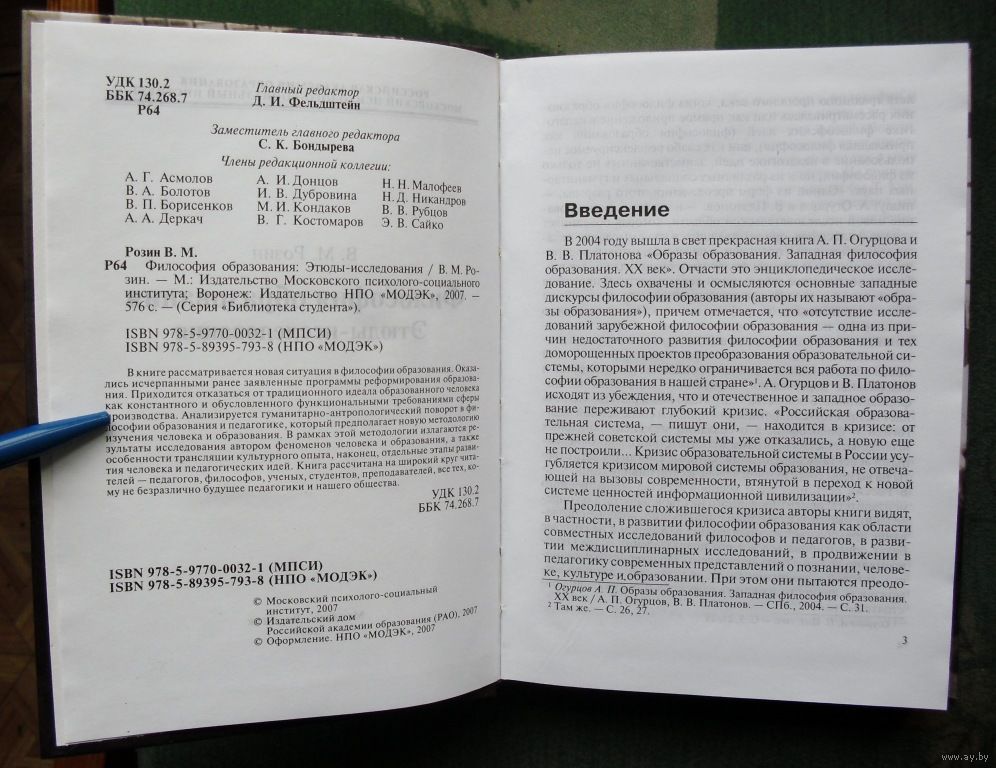 УДК 130.2
ББК 74.268.7
Р64
Главный редактор
Д. И. Фельдштейн
Заместитель главного редактора
С. К. Бондырева
Члены редакционной коллегии:
А. Г. Асмолов
В. А. Болотов
В. П. Борисенков
А. А. Деркач
А. И. Донцов
И. В. Дубровина
М. И. Кондаков
В. Г. Костомаров
Н. Н. Малофеев
Н. Д. Никандров
В. В. Рубцов
Э. В. Сайко
Розин В. М.
Р64 Философия образования: Этюды-исследования / В. М. Ро-
зин. — М.: Издательство Московского психолого-социального
института; Воронеж: Издательство НПО «МОДЭК», 2007. –
576 с. — (Серия «Библиотека студента»).
ISBN 978-5-9770-0032-1 (МПСИ)
ISBN 978-5-89395-793-8 (НПО «МОДЭК»)
В книге рассматривается новая ситуация в философии образования. Оказа-
лись исчерпанными ранее заявленные программы реформирования образова-
ния. Приходится отказаться от традиционного идеала образованного человека
как константного и обусловленного функциональными требованиями сферы
производства. Анализируется гуманитарно-антропологический поворот в фи-
лософии образования и педагогике, который предполагает новую методологию
изучения человека и образования. В рамках этой методологии излагаются ре-
зультаты исследования автором феноменов человека и образования, а также
особенности трансляции культурного опыта, наконец, отдельные этапы разви-
тия человека и педагогических идей. Книга рассчитана на широкий круг чита-
телей — педагогов, философов, ученых, студентов, преподавателей, все тех, ко-
му не безразлично будущее педагогики и нашего общества.
УДК 130.2
ББК 74.268.7
ISBN 978-5-9770-0032-1 (МПСИ)
ISBN 978-5-89395-793-8 (НПО «МОДЭК»)
© Московский психолого-социальный
институт, 2007
© Издательский дом
Российской академии образования (РАО), 2007
© Оформление. НПО «МОДЭК», 2007
Введение
В 2004 году вышла в свет прекрасная книга А. П. Огурцова и
В. В. Платонова «Образы образования. Западная философия
образования. XX век». Отчасти это энциклопедическое иссле-
дование. Здесь охвачены и осмысляются основные западные
дискурсы философии образования (авторы их называют «обра-
зы образования»), причем отмечается, что «отсутствие иссле-
дований зарубежной философии образования — одна из при-
чин недостаточного развития философии образования и тех
доморощенных проектов преобразования образовательной си-
стемы, которыми нередко ограничивается вся работа по фило-
софии образования в нашей стране»¹. А. Огурцов и В. Платонов
исходят из убеждения, что и отечественное и западное образо-
вание переживают глубокий кризис. «Российская образова-
тельная система, — пишут они, — находится в кризисе: от
прежней советской системы мы уже отказались, а новую еще
не построили... Кризис образовательной системы в России усу-
губляется кризисом мировой системы образования, не отвеча-
ющей на вызовы современности, втянутой в переход к новой
системе ценностей информационной цивилизации»².
Преодоление сложившегося кризиса авторы книги видят,
в частности, в развитии философии образования как области
совместных исследований философов и педагогов, в разви-
тии междисциплинарных исследований, в продвижении в
педагогику современных представлений о познании, челове-
ке, культуре и образовании. При этом они пытаются преодо-
¹ Огурцов А. П. Образы образования. Западная философия образования.
XX век / А. П. Огурцов, В. В. Платонов. — СПб., 2004. — С. 31.
² Там же. — С. 26, 27.
3
www.ay.by